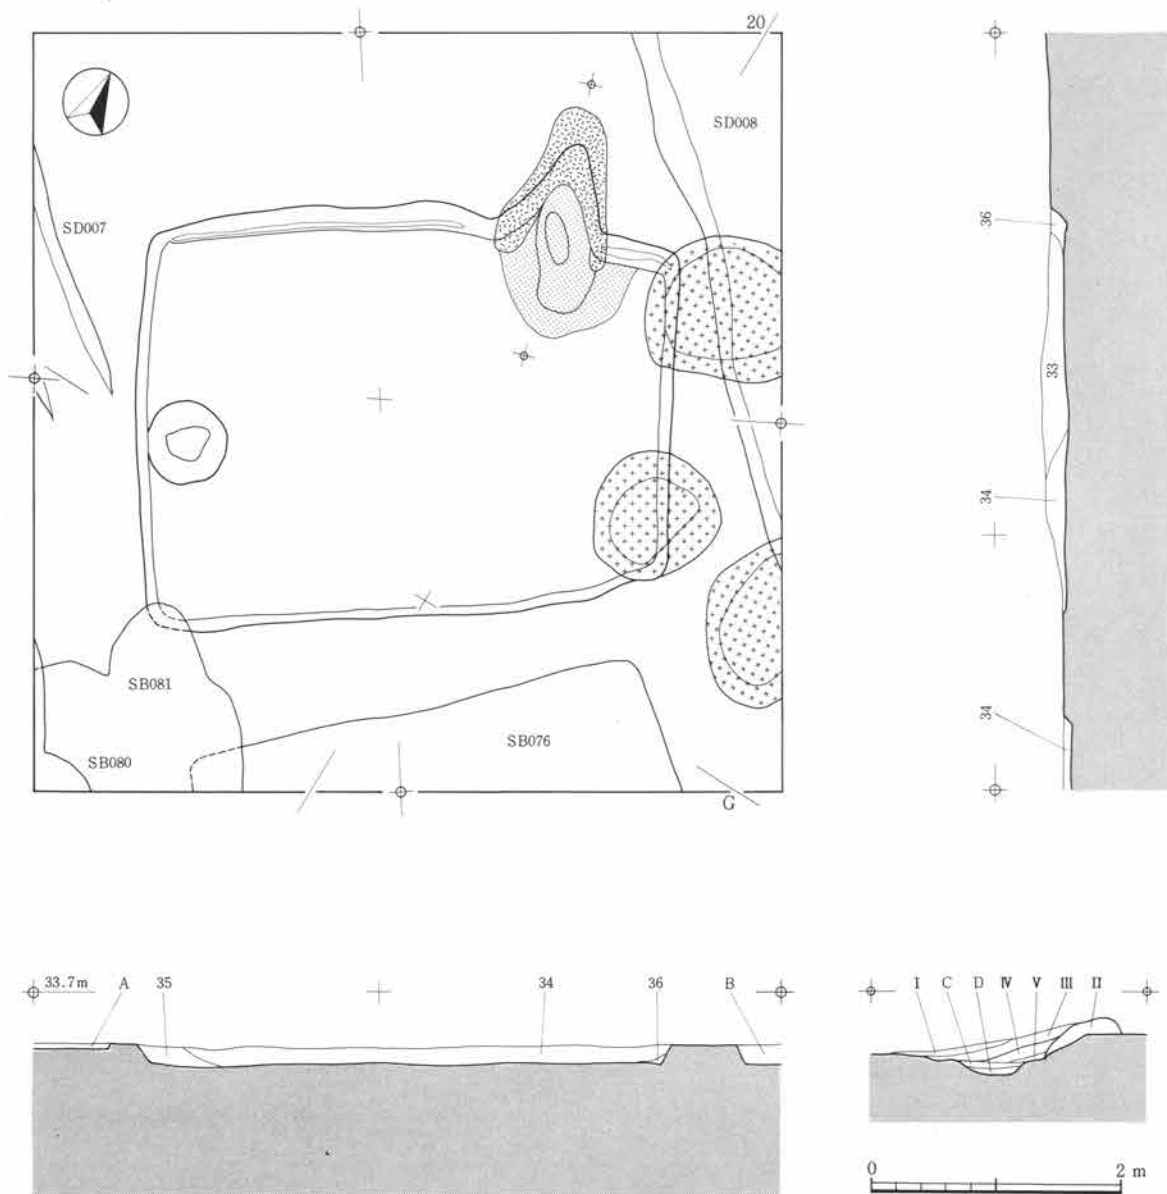 20
SD008
SD007
36
33
34
SB081
34
SB076
SB080
G
33.7m A 35 34 36 B
I C D Ⅳ V Ⅲ Ⅱ
0 2 m